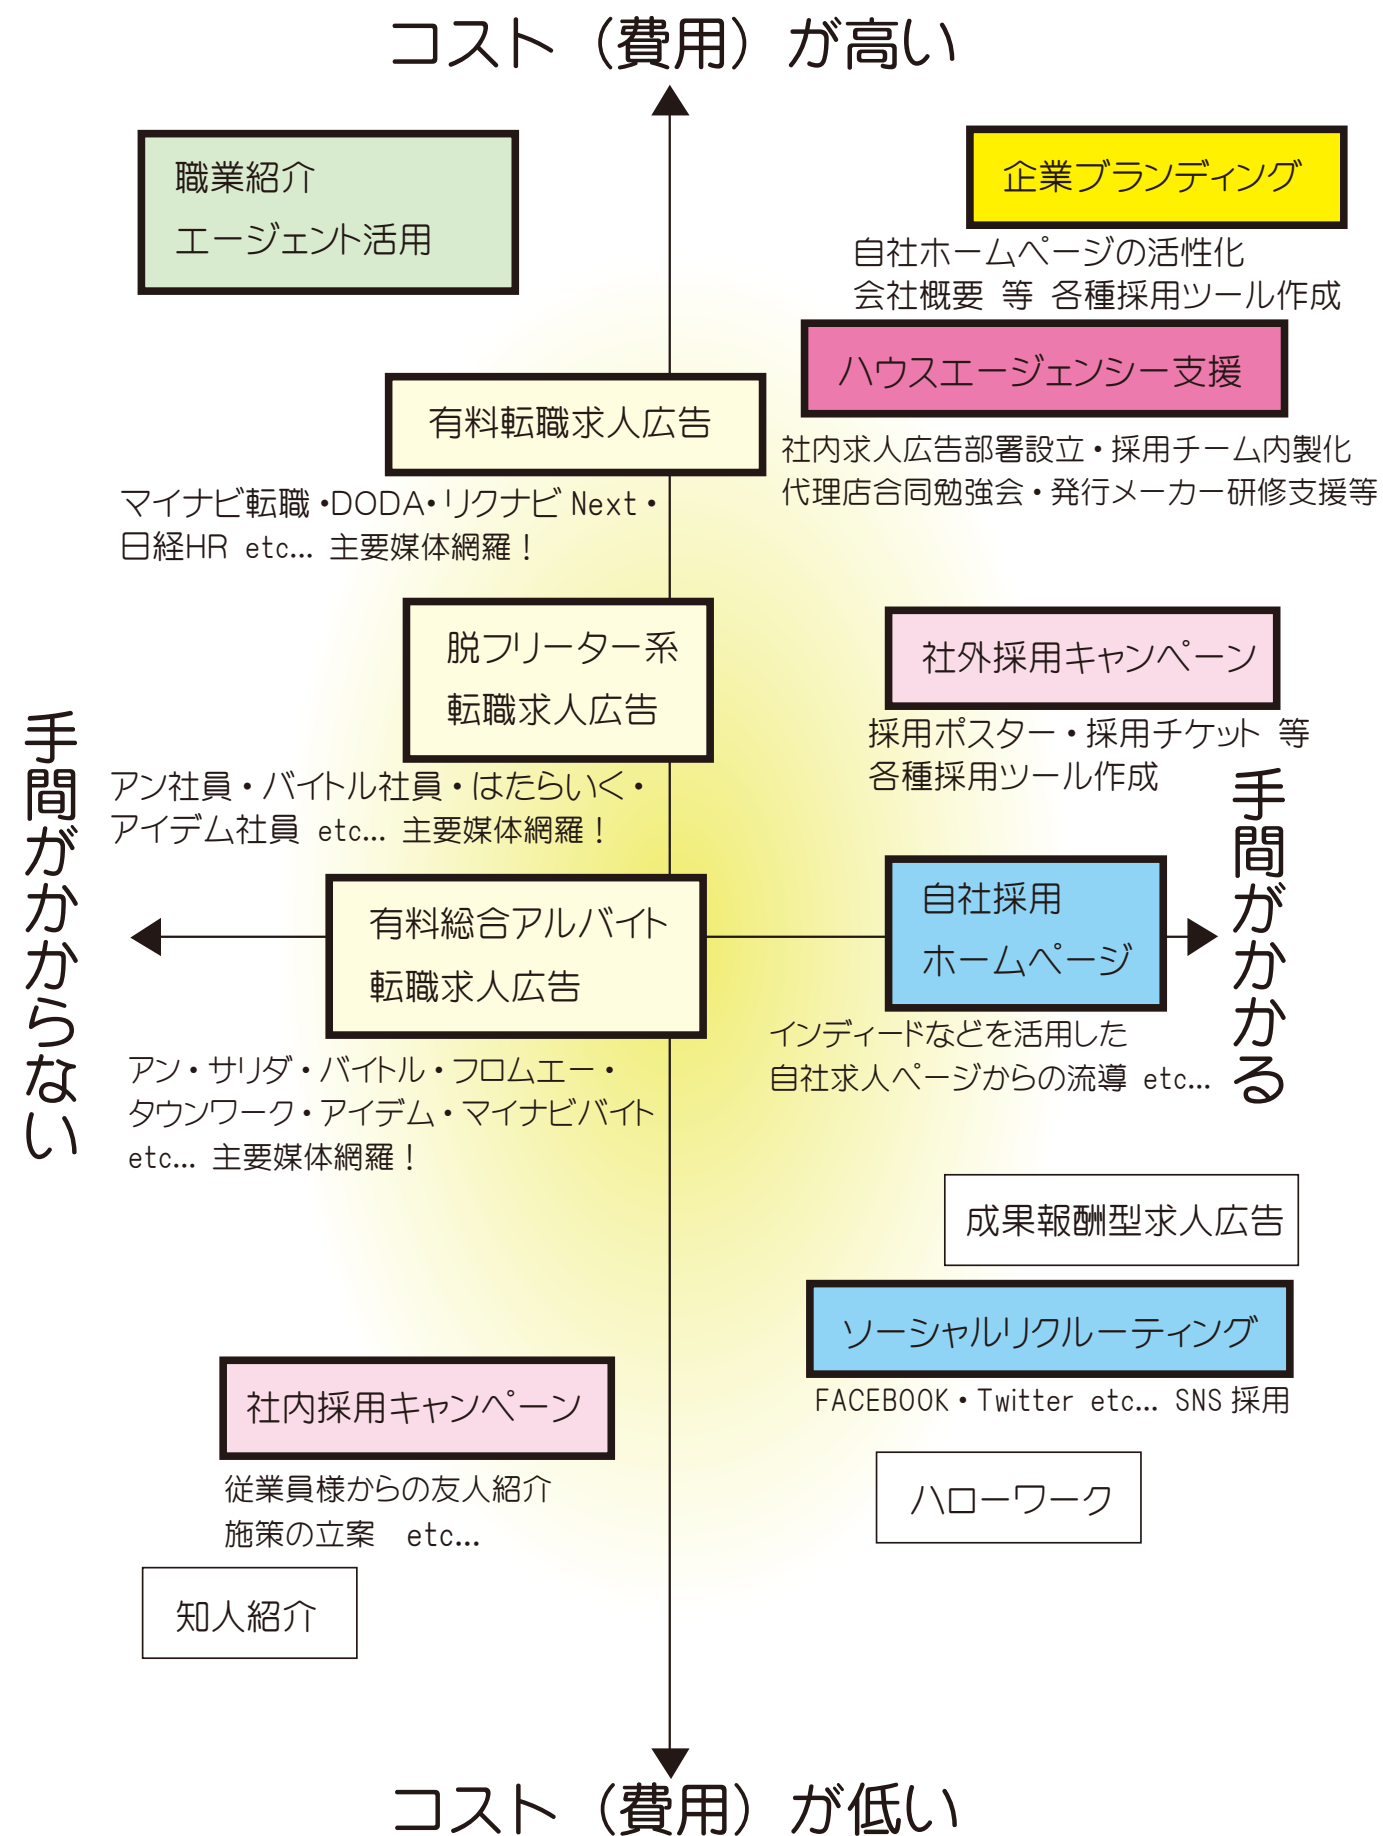 コスト（費用）が高い
職業紹介
エージェント活用
企業ブランディング
自社ホームページの活性化
会社概要 等 各種採用ツール作成
ハウスエージェンシー支援
社内求人広告部署設立・採用チーム内製化
代理店合同勉強会・発行メーカー研修支援等
有料転職求人広告
マイナビ転職・DODA・リクナビ Next・
日経HR etc... 主要媒体網羅！
脱フリーター系
転職求人広告
アン社員・バイトル社員・はたらいく・
アイデム社員 etc... 主要媒体網羅！
社外採用キャンペーン
採用ポスター・採用チケット 等
各種採用ツール作成
手間がかからない
手間がかかる
有料総合アルバイト
転職求人広告
アン・サリダ・バイトル・フロムエー・
タウンワーク・アイデム・マイナビバイト
etc... 主要媒体網羅！
自社採用
ホームページ
インディードなどを活用した
自社求人ページからの流導 etc...
成果報酬型求人広告
ソーシャルリクルーティング
FACEBOOK・Twitter etc... SNS 採用
ハローワーク
社内採用キャンペーン
従業員様からの友人紹介
施策の立案　etc...
知人紹介
コスト（費用）が低い